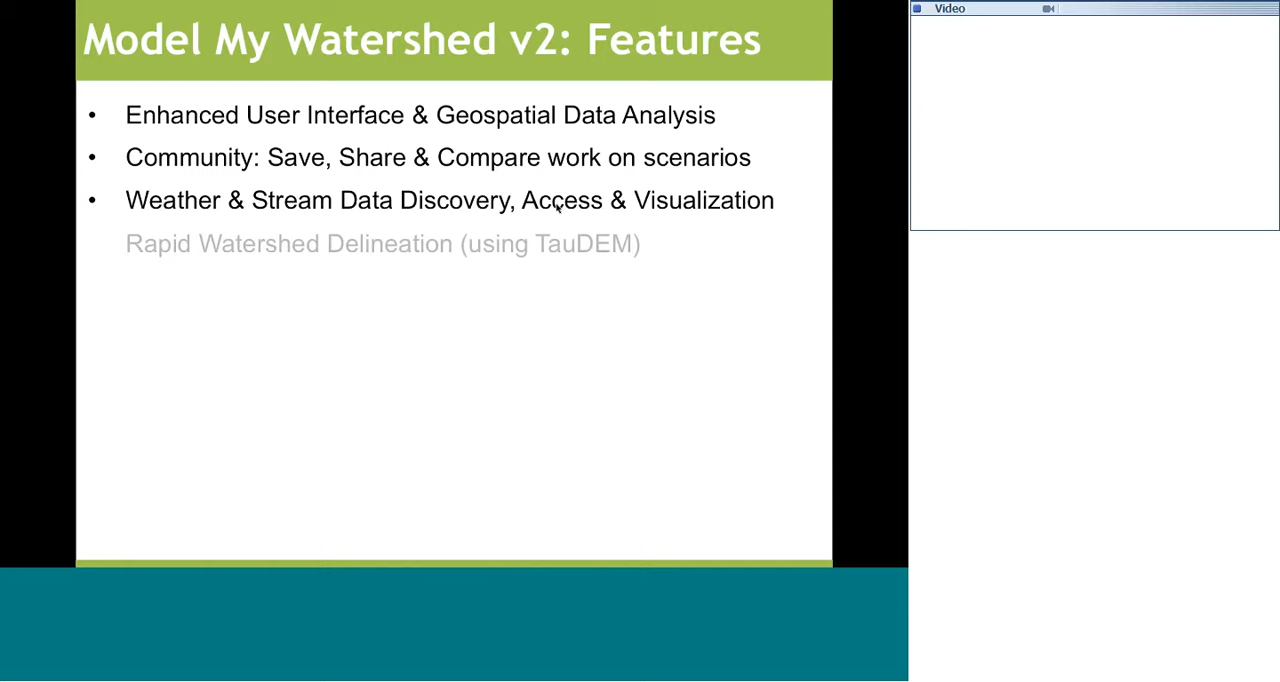 Model My Watershed v2: Features
• Enhanced User Interface & Geospatial Data Analysis
• Community: Save, Share & Compare work on scenarios
• Weather & Stream Data Discovery, Access & Visualization
Rapid Watershed Delineation (using TauDEM)
Video